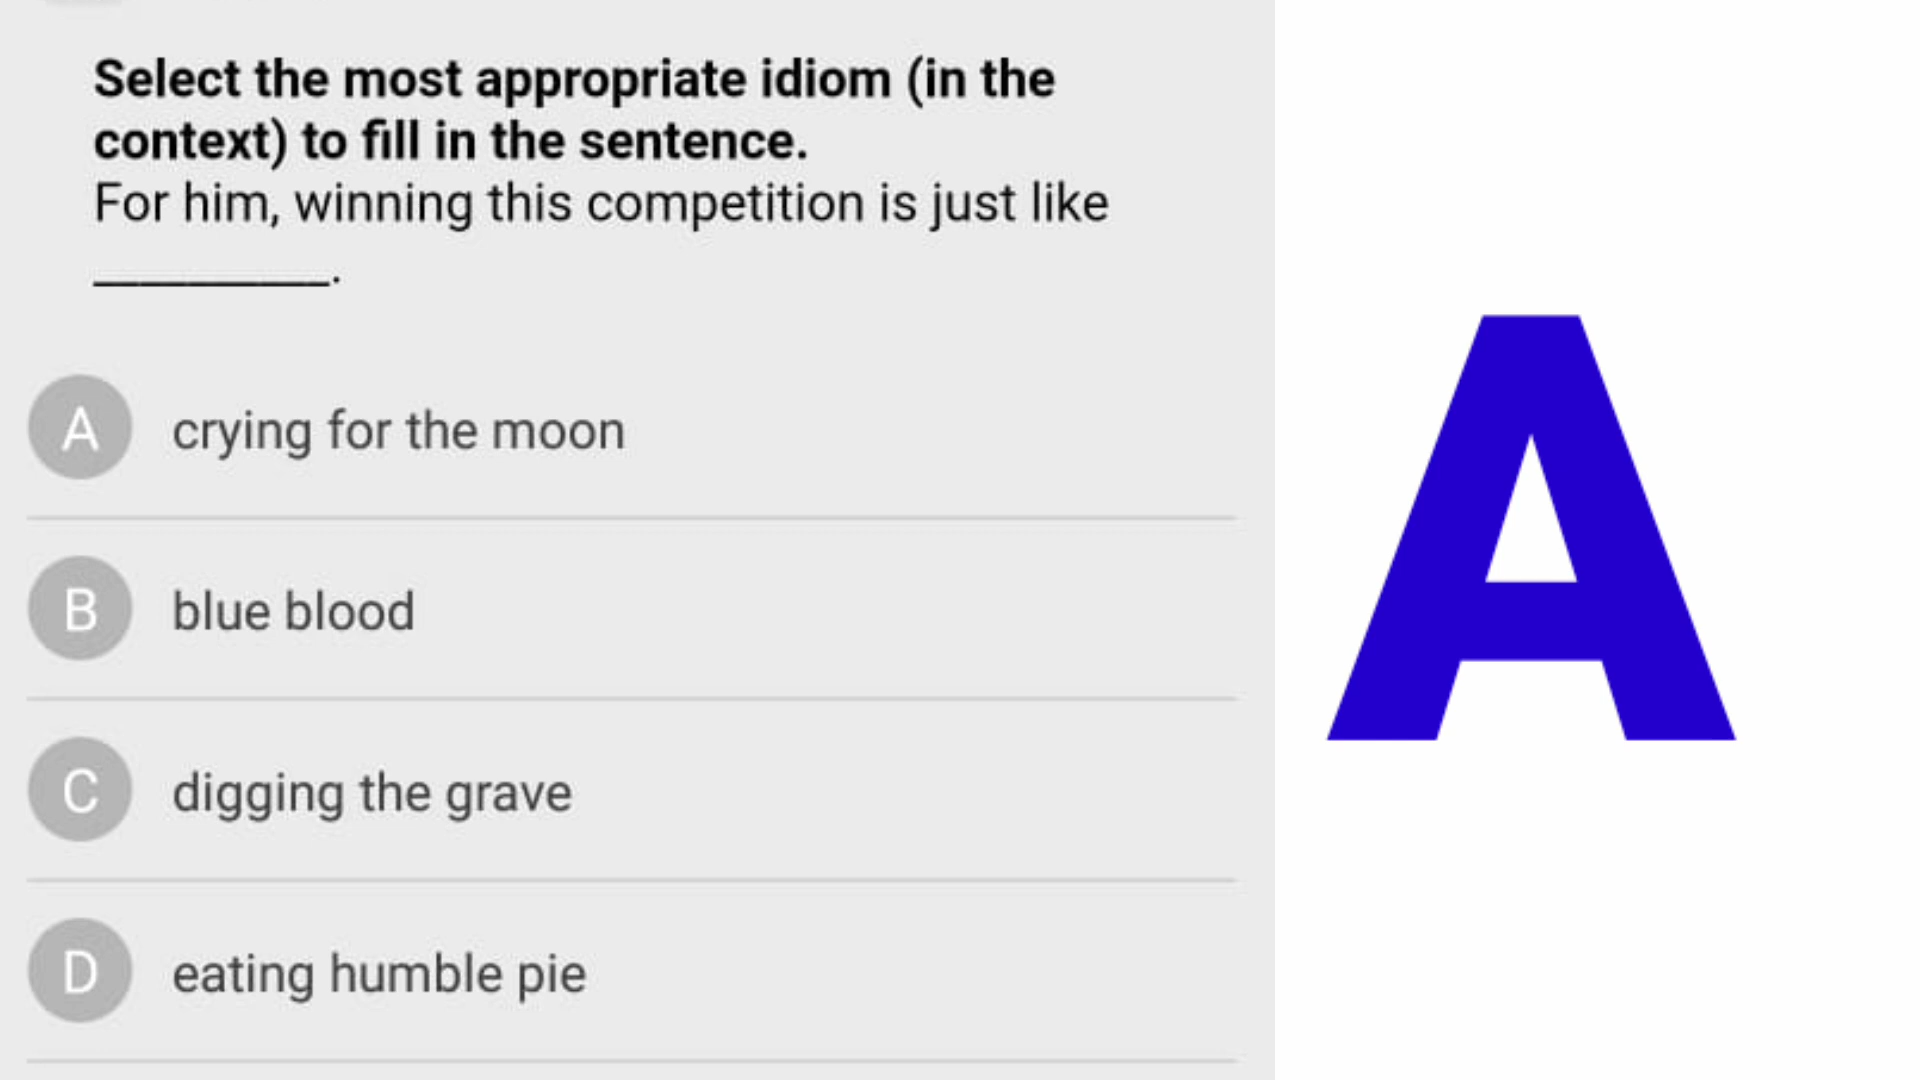 Select the most appropriate idiom (in the
context) to fill in the sentence.
For him, winning this competition is just like
__________.
A crying for the moon
B blue blood
C digging the grave
D eating humble pie
A